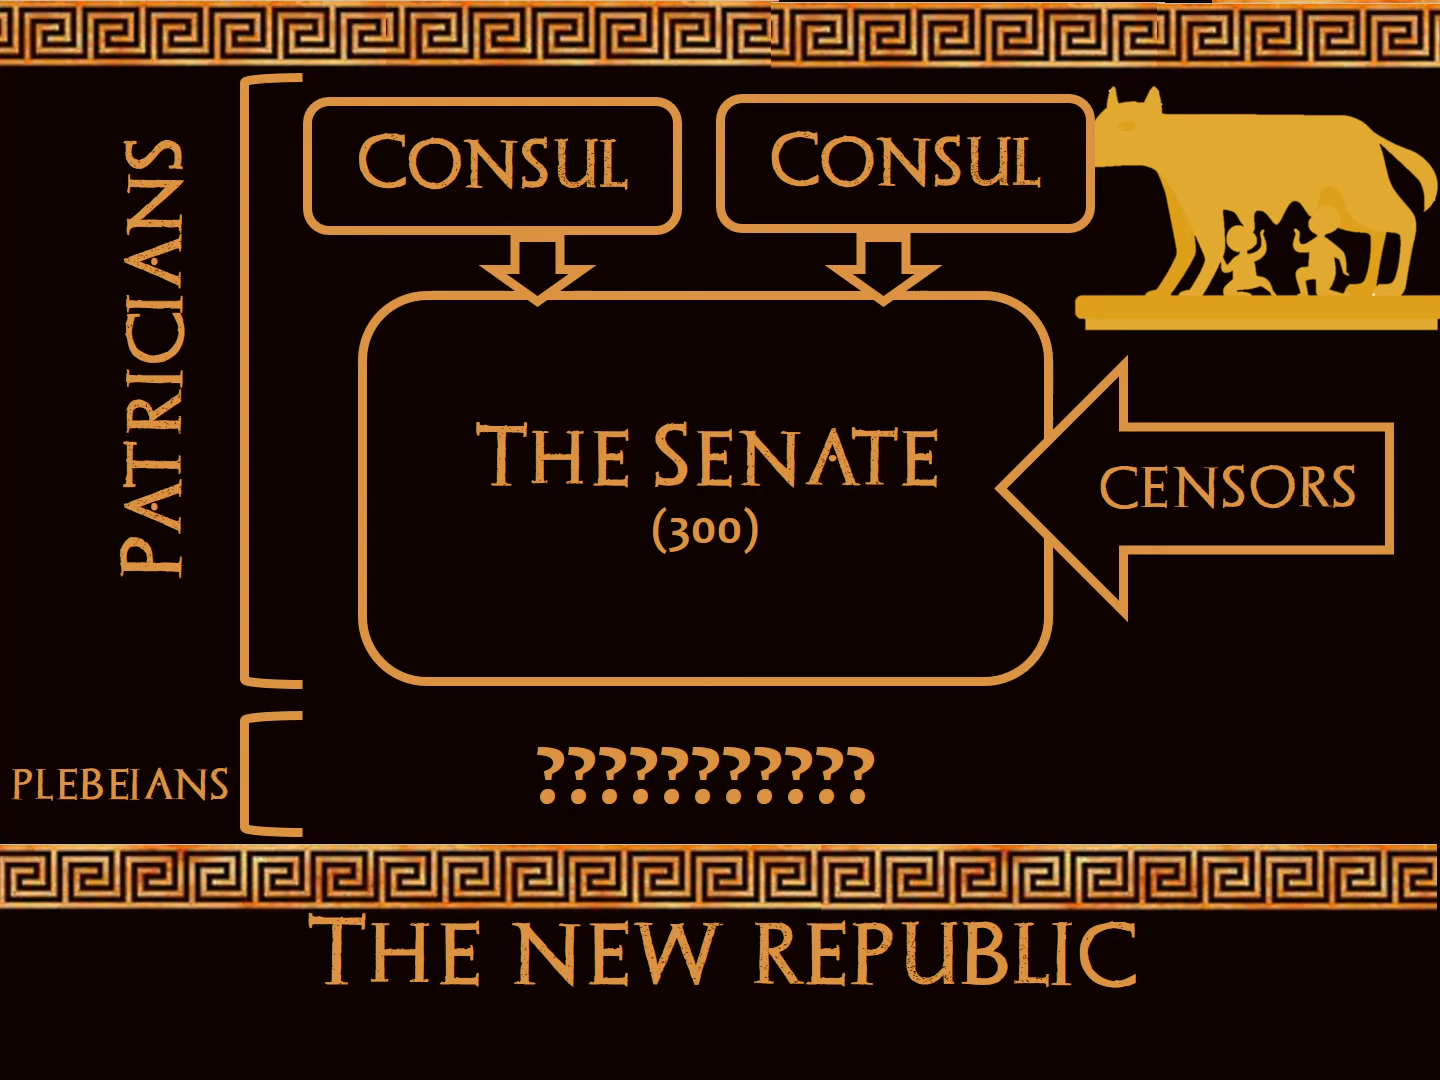 Consul
Consul
PATRICIANS
The Senate
(300)
CENSORS
PLEBEIANS
???????????
The new republic